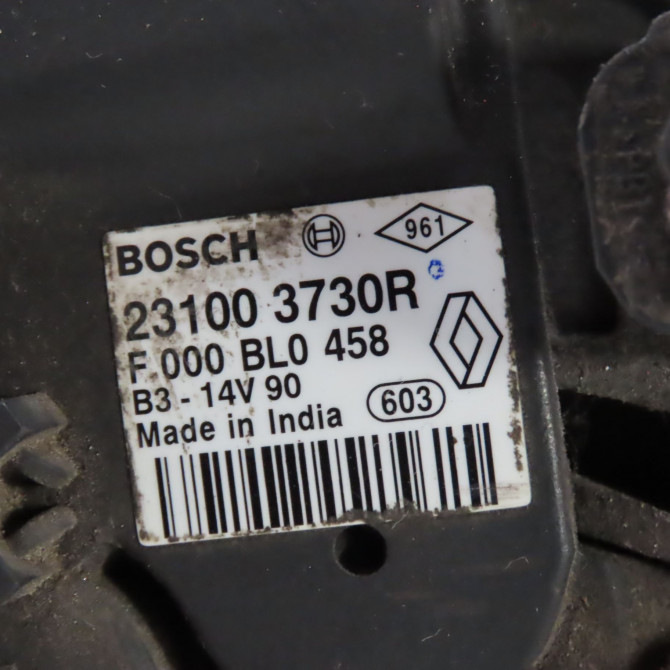 BOSCH
961
23100 3730R
F 000 BL0 458
B3 - 14V 90
603
Made in India